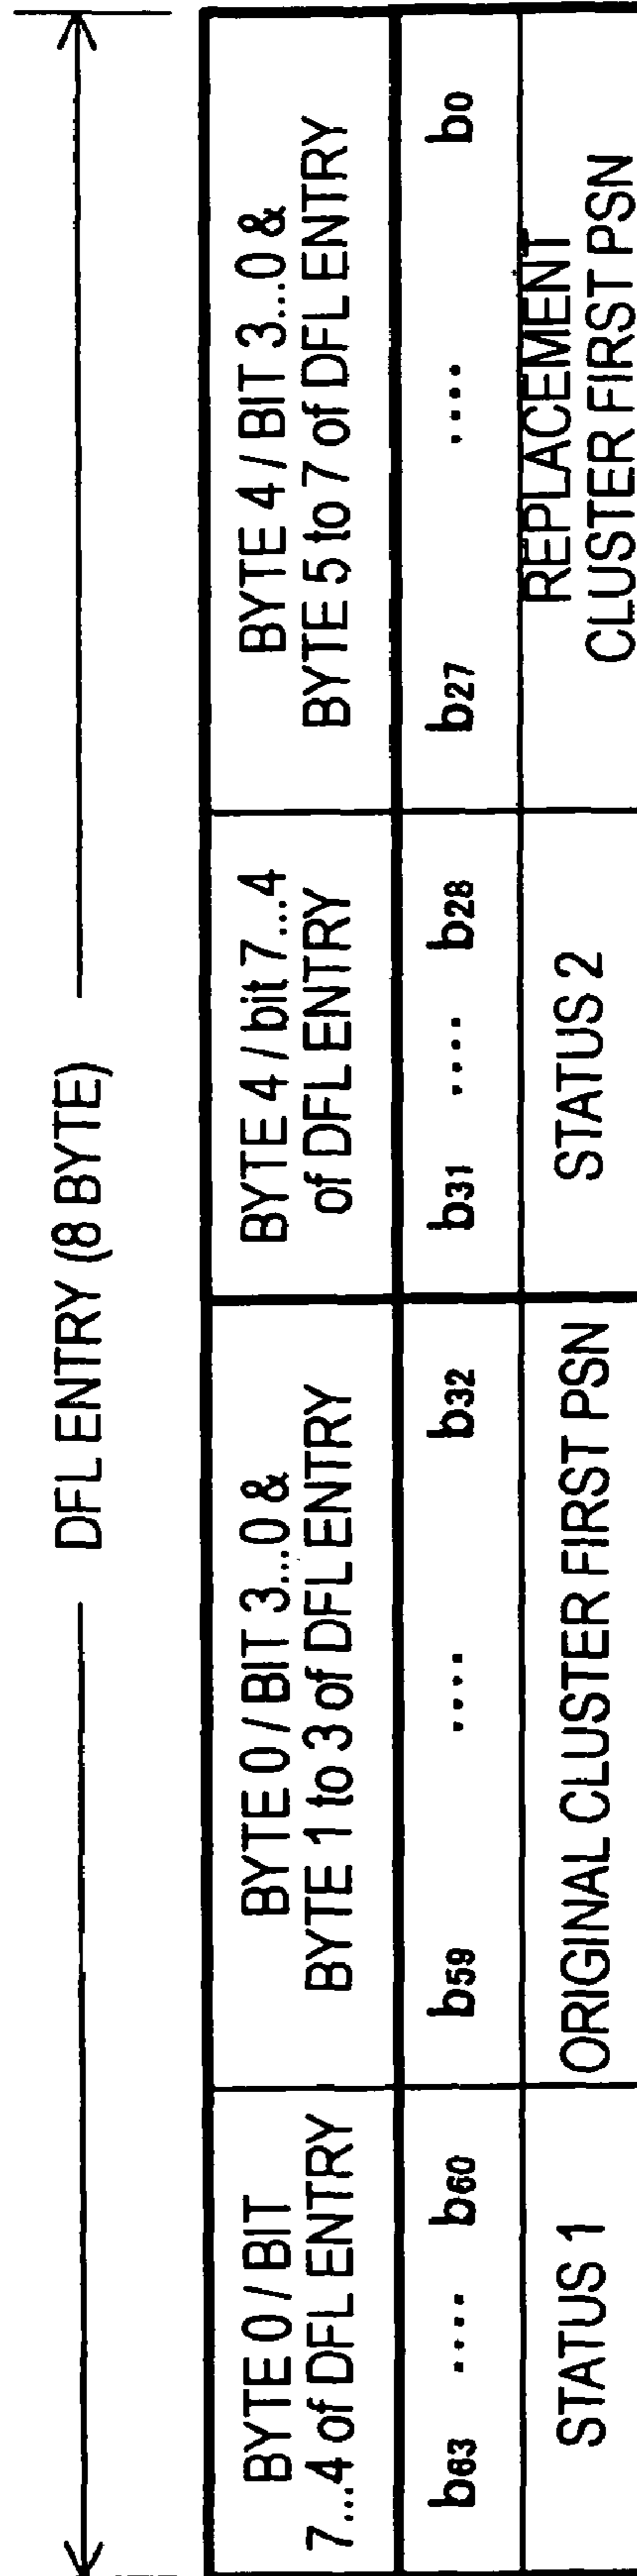 DFL ENTRY (8 BYTE)
BYTE 0 / BIT
7...4 of DFL ENTRY
BYTE 0 / BIT 3...0 &
BYTE 1 to 3 of DFL ENTRY
BYTE 4 / bit 7...4
of DFL ENTRY
BYTE 4 / BIT 3...0 &
BYTE 5 to 7 of DFL ENTRY
b63 .... b60
b59 .... b32
b31 .... b28
b27 .... b0
STATUS 1
ORIGINAL CLUSTER FIRST PSN
STATUS 2
REPLACEMENT
CLUSTER FIRST PSN